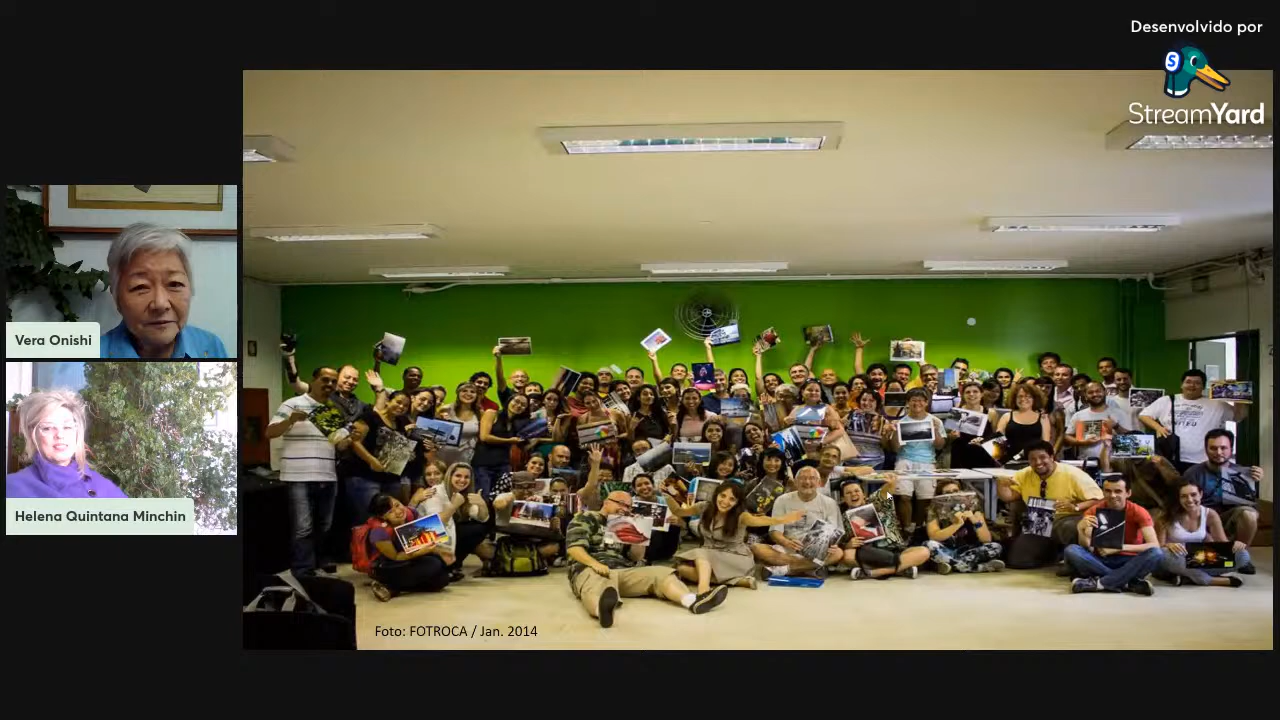 Desenvolvido por
S
StreamYard
Vera Onishi
Helena Quintana Minchin
Foto: FOTROCA / Jan. 2014